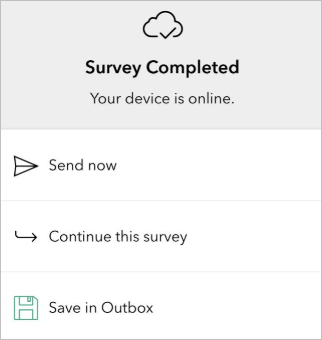 Survey Completed
Your device is online.
Send now
Continue this survey
Save in Outbox